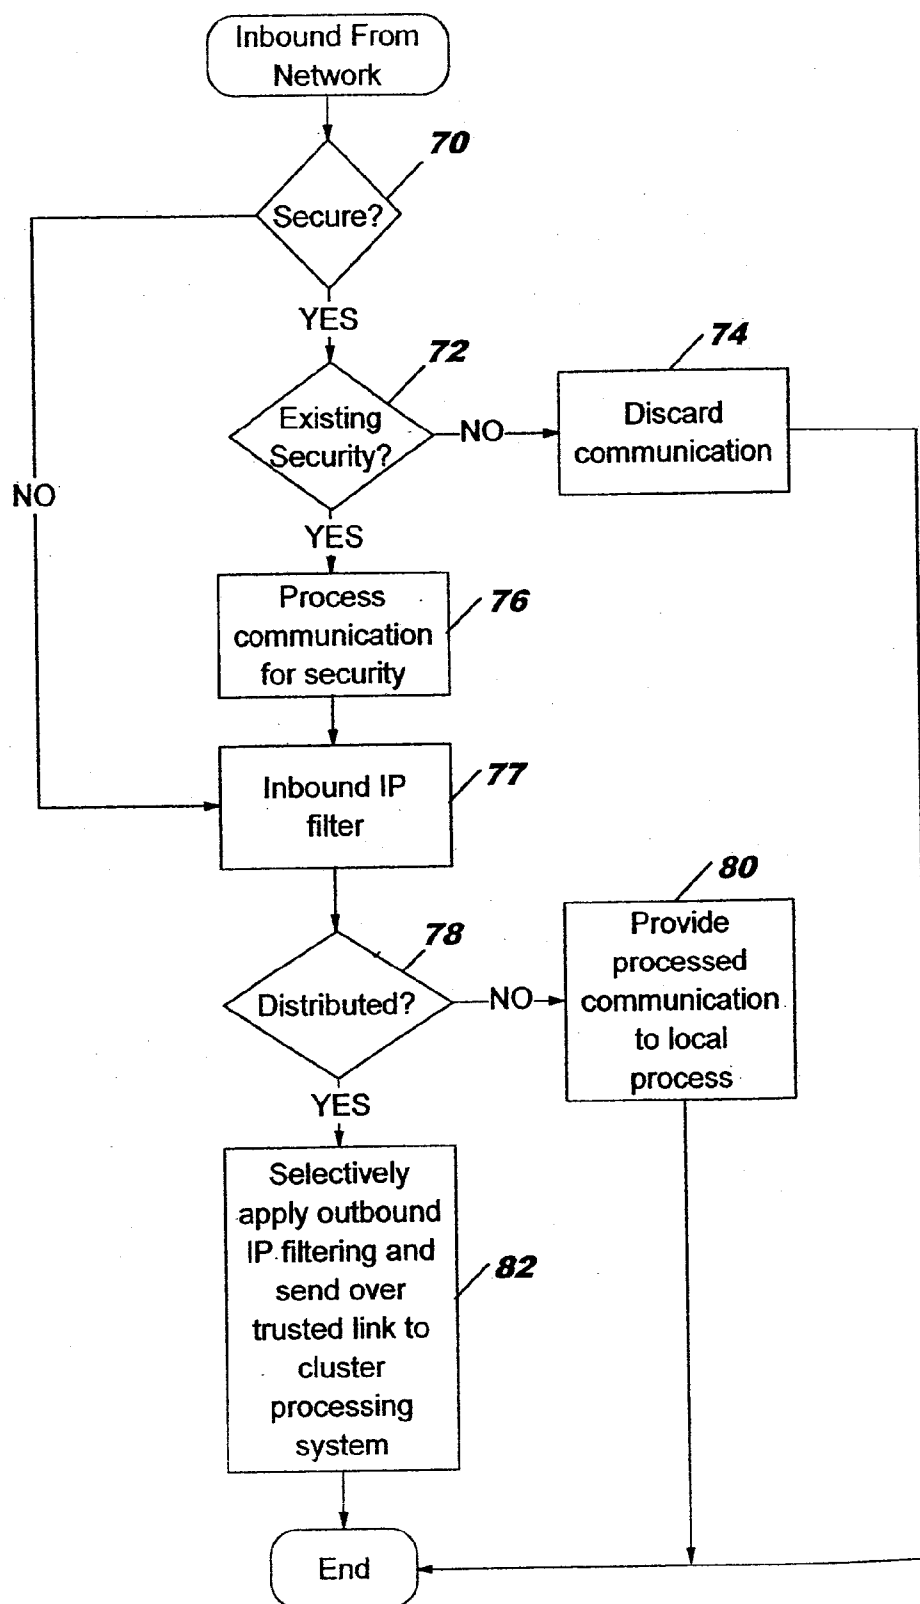 Inbound From
Network
70
Secure?
YES
72
Existing
Security?
NO
74
Discard
communication
NO
YES
Process
communication
for security
76
Inbound IP
filter
77
78
Distributed?
NO
80
Provide
processed
communication
to local
process
YES
Selectively
apply outbound
IP filtering and
send over
trusted link to
cluster
processing
system
82
End